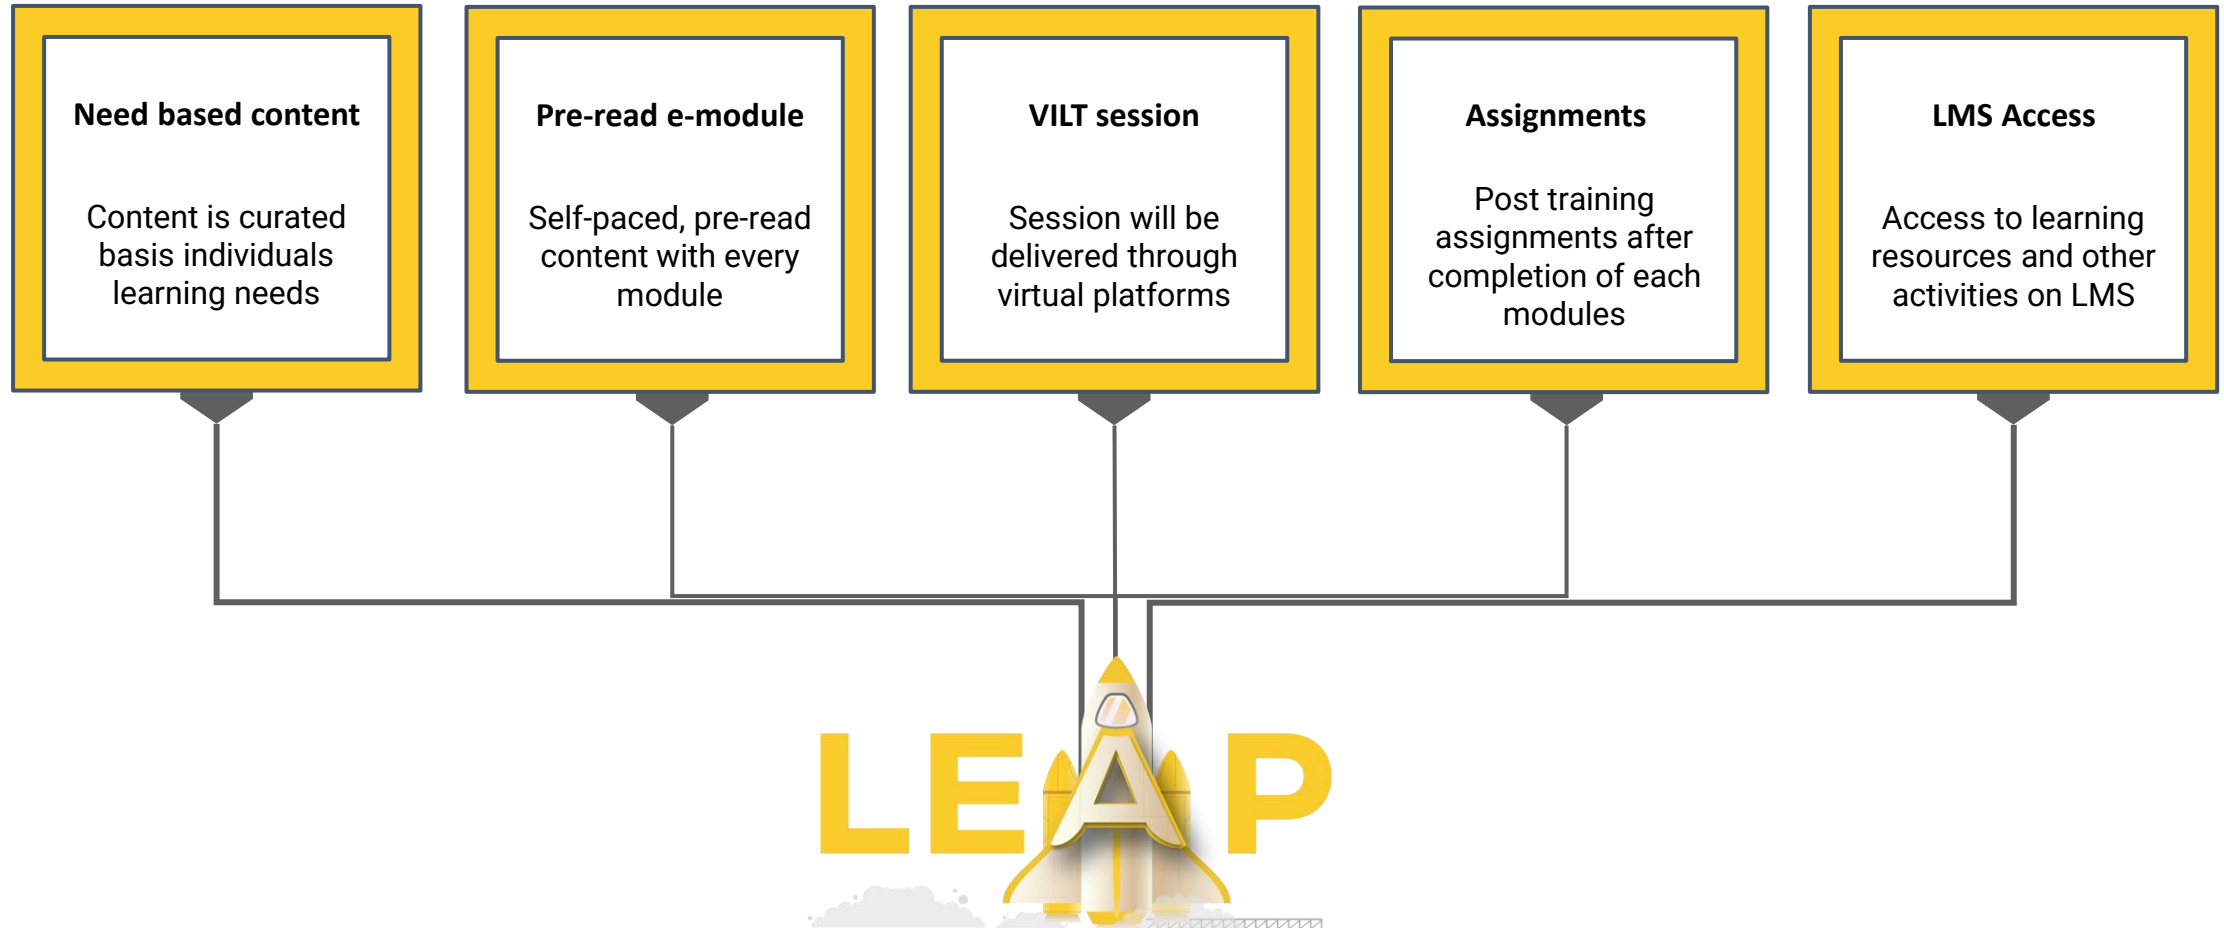 Need based content
Content is curated
basis individuals
learning needs
Pre-read e-module
Self-paced, pre-read
content with every
module
VILT session
Session will be
delivered through
virtual platforms
Assignments
Post training
assignments after
completion of each
modules
LMS Access
Access to learning
resources and other
activities on LMS
LEAP